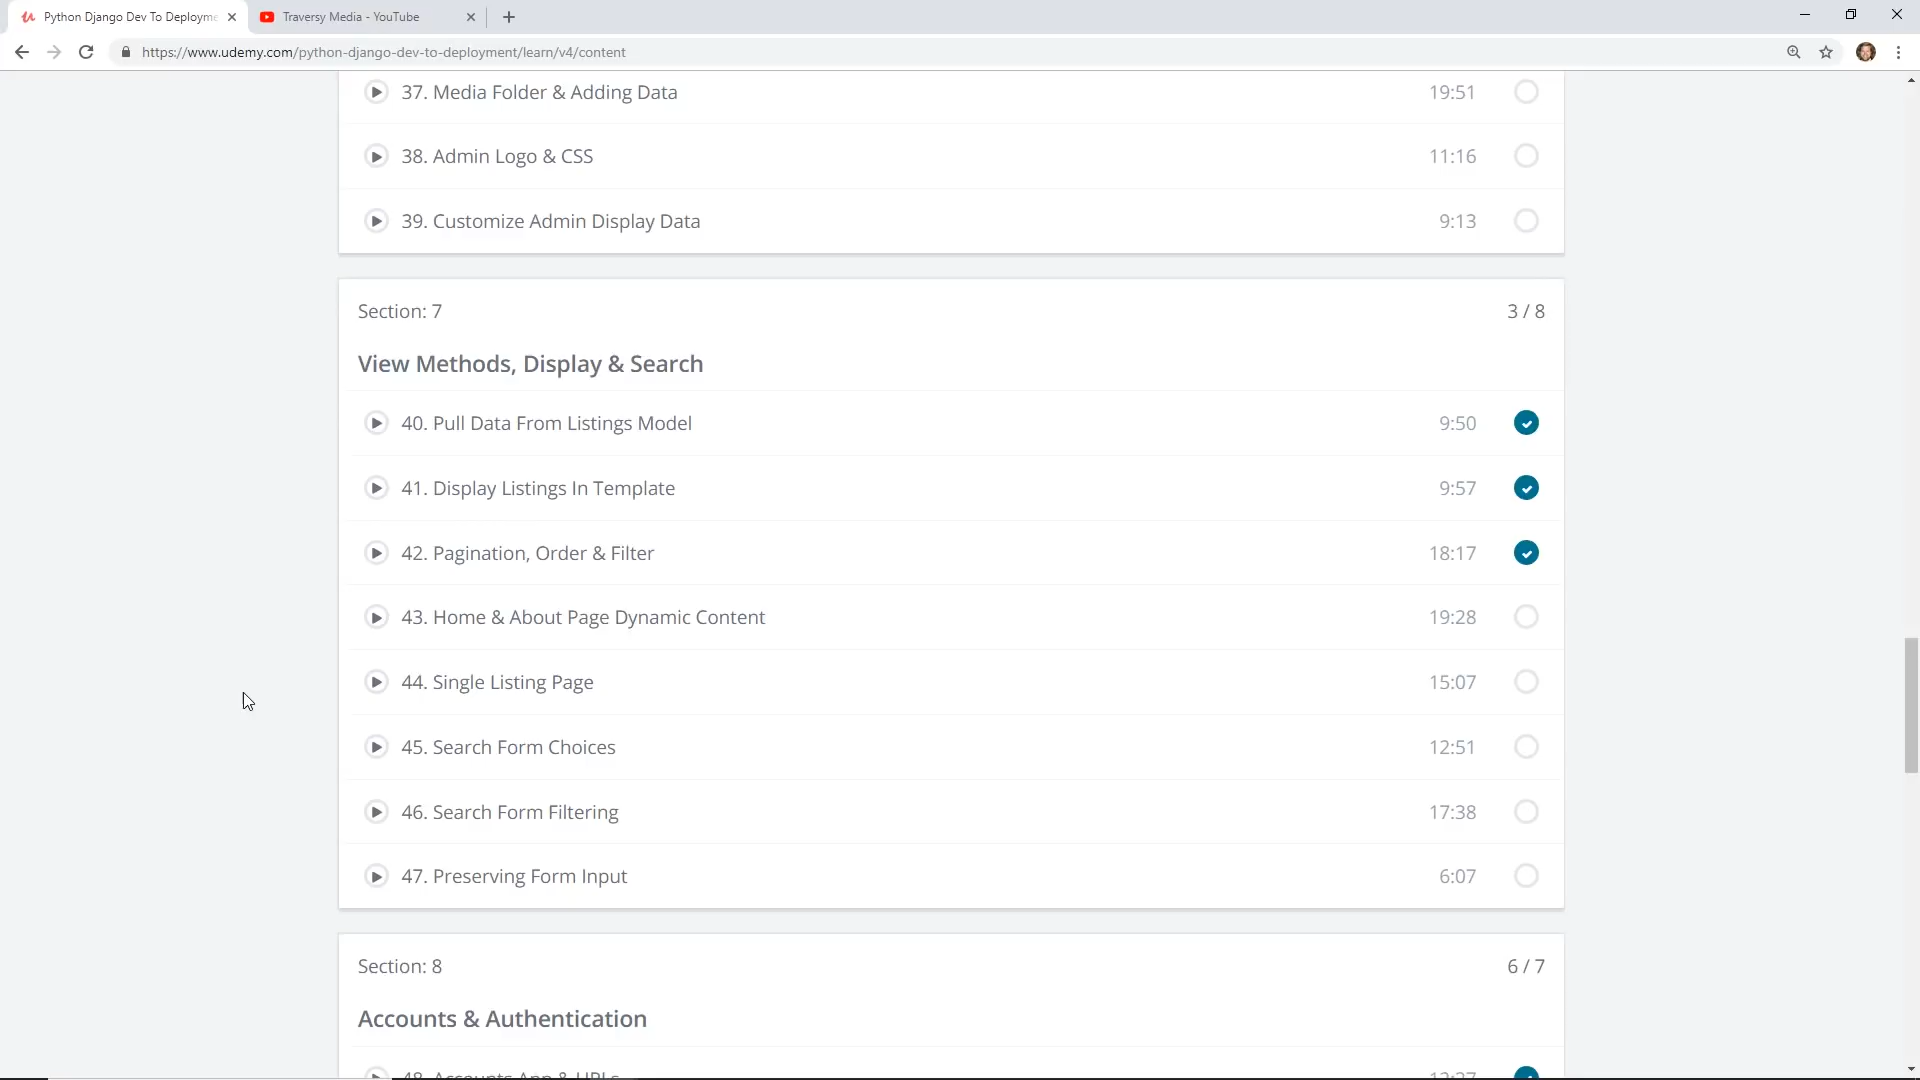 Python Django Dev To Deployme
Traversy Media - YouTube
https://www.udemy.com/python-django-dev-to-deployment/learn/v4/content
37. Media Folder & Adding Data 19:51
38. Admin Logo & CSS 11:16
39. Customize Admin Display Data 9:13
Section: 7 3 / 8
View Methods, Display & Search
40. Pull Data From Listings Model 9:50
41. Display Listings In Template 9:57
42. Pagination, Order & Filter 18:17
43. Home & About Page Dynamic Content 19:28
44. Single Listing Page 15:07
45. Search Form Choices 12:51
46. Search Form Filtering 17:38
47. Preserving Form Input 6:07
Section: 8 6 / 7
Accounts & Authentication
48. Accounts App & URLs